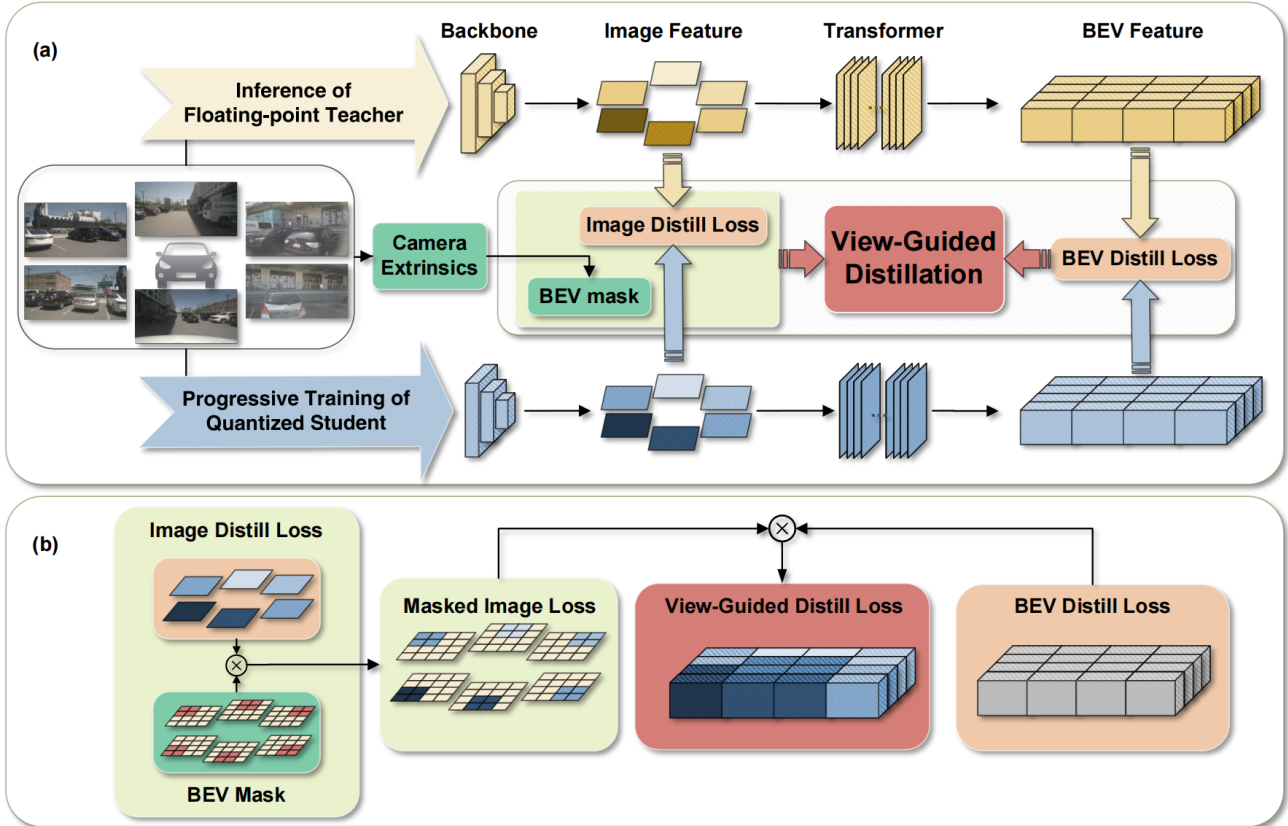 (a)
Backbone
Image Feature
Transformer
BEV Feature
Inference of
Floating-point Teacher
Camera
Extrinsics
Image Distill Loss
BEV mask
View-Guided
Distillation
BEV Distill Loss
Progressive Training of
Quantized Student
(b)
Image Distill Loss
BEV Mask
Masked Image Loss
View-Guided Distill Loss
BEV Distill Loss